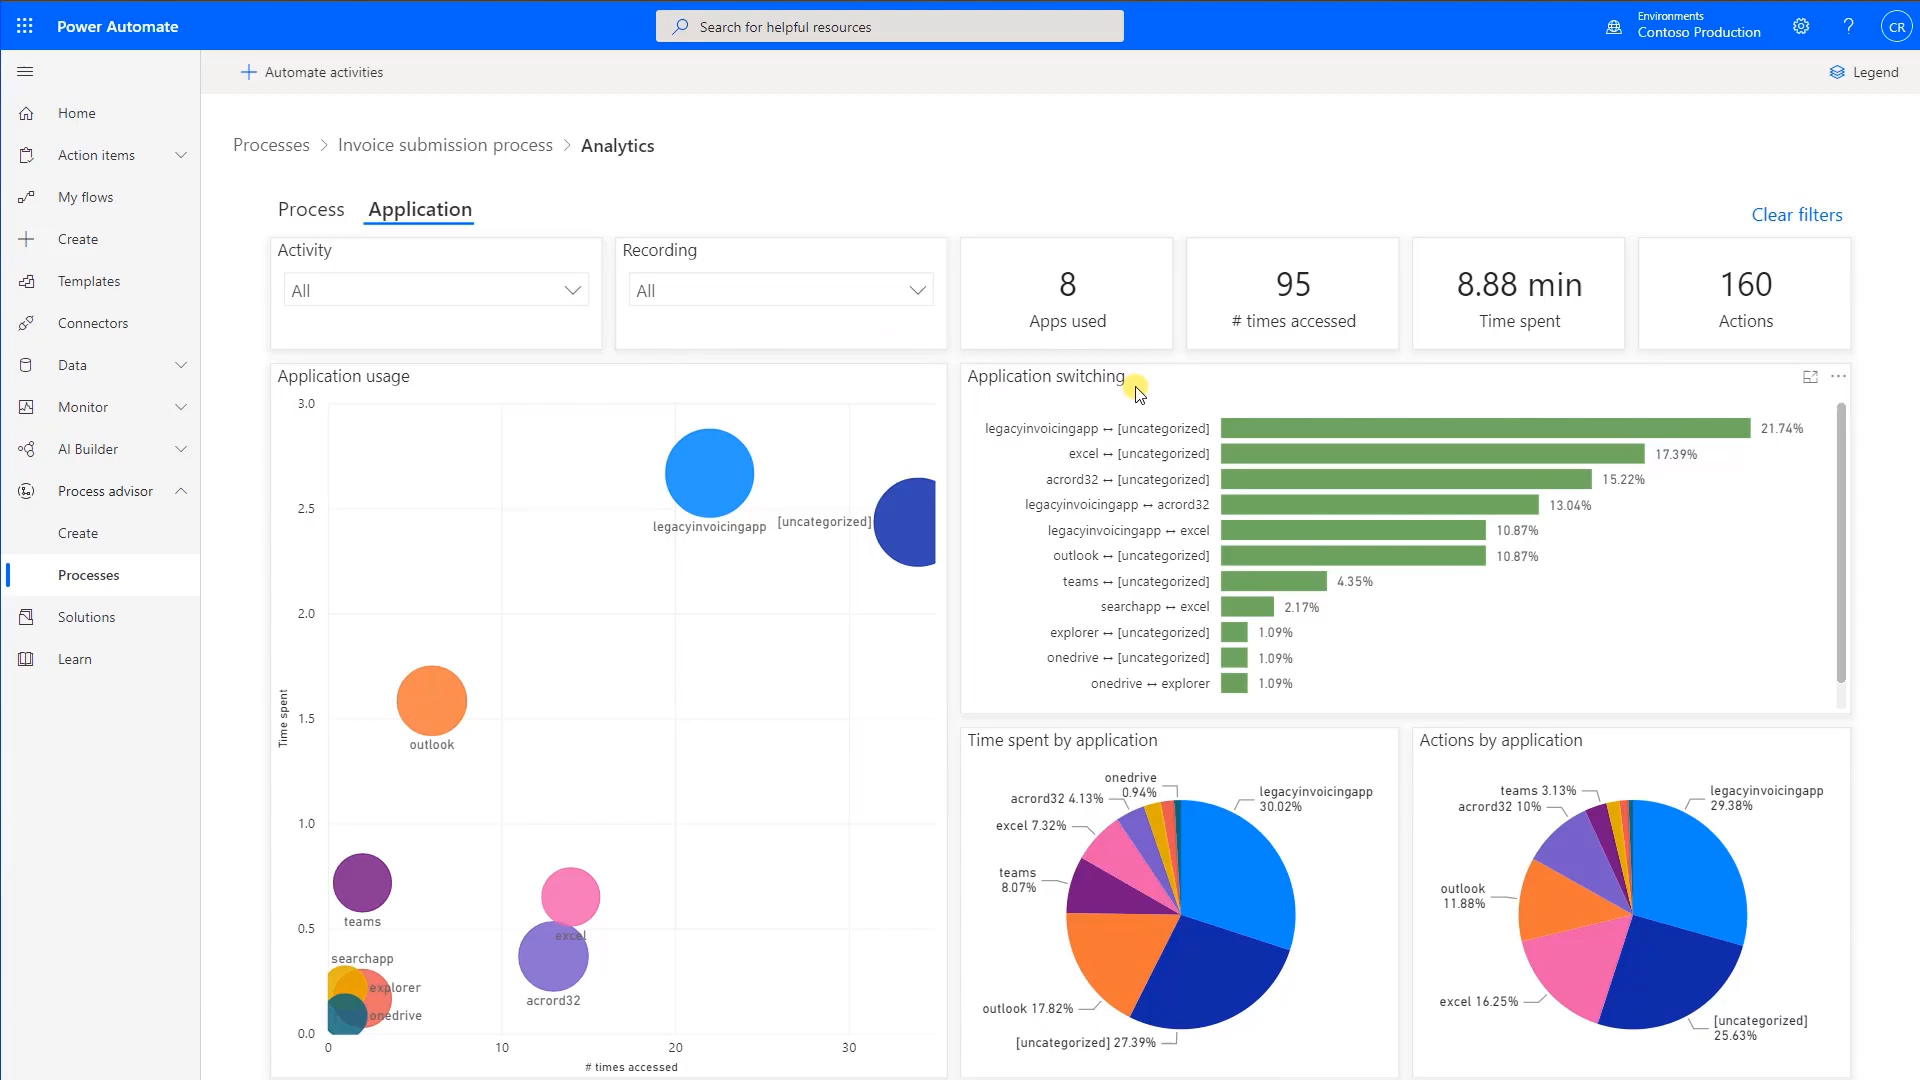 Power Automate
Search for helpful resources
Environments
Contoso Production
CR
Automate activities
Legend
Home
Action items
My flows
Create
Templates
Connectors
Data
Monitor
AI Builder
Process advisor
Create
Processes
Solutions
Learn
Processes > Invoice submission process > Analytics
Process
Application
Clear filters
Activity
All
Recording
All
8
Apps used
95
# times accessed
8.88 min
Time spent
160
Actions
Application usage
3.0
2.5
2.0
1.5
1.0
0.5
0.0
Time spent
legacyinvoicingapp
[uncategorized]
outlook
teams
excel
searchapp
explorer
onedrive
acrord32
0
10
20
30
# times accessed
Application switching
legacyinvoicingapp ↔ [uncategorized] 21.74%
excel ↔ [uncategorized] 17.39%
acrord32 ↔ [uncategorized] 15.22%
legacyinvoicingapp ↔ acrord32 13.04%
legacyinvoicingapp ↔ excel 10.87%
outlook ↔ [uncategorized] 10.87%
teams ↔ [uncategorized] 4.35%
searchapp ↔ excel 2.17%
explorer ↔ [uncategorized] 1.09%
onedrive ↔ [uncategorized] 1.09%
onedrive ↔ explorer 1.09%
Time spent by application
onedrive
0.94%
acrord32 4.13%
excel 7.32%
teams
8.07%
outlook 17.82%
[uncategorized] 27.39%
legacyinvoicingapp
30.02%
Actions by application
teams 3.13%
acrord32 10%
outlook
11.88%
excel 16.25%
[uncategorized]
25.63%
legacyinvoicingapp
29.38%